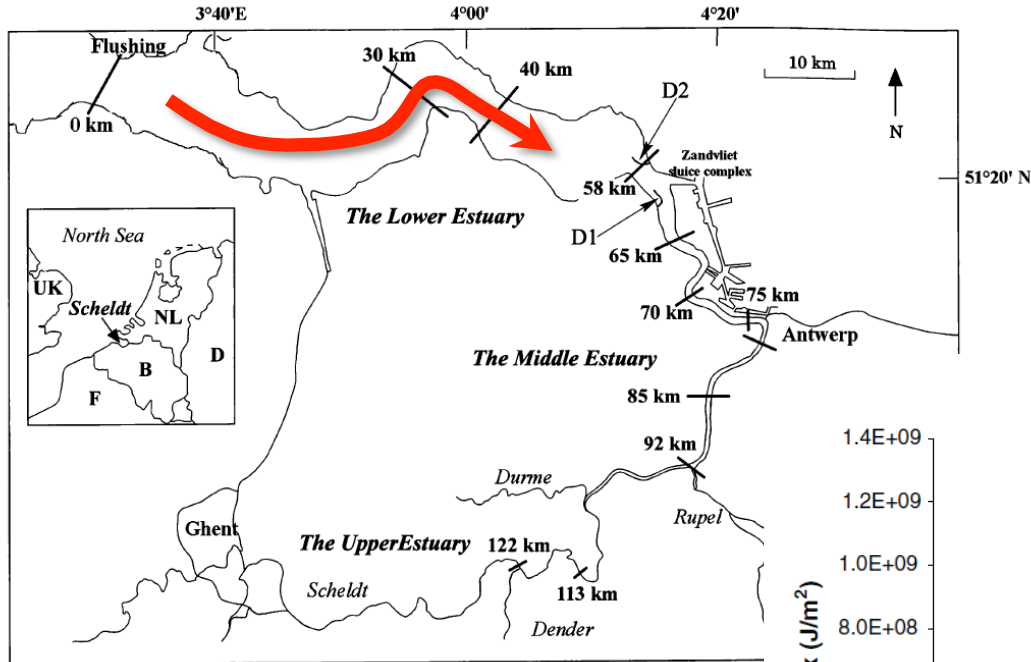 3°40'E
4°00'
4°20'
Flushing
30 km
40 km
10 km
D2
N
0 km
Zandvliet
sluice complex
58 km
51°20' N
The Lower Estuary
D1
65 km
North Sea
UK
Scheldt
NL
70 km
75 km
Antwerp
The Middle Estuary
B
D
F
85 km
1.4E+09
92 km
Durme
1.2E+09
Rupel
Ghent
The UpperEstuary
122 km
1.0E+09
Scheldt
113 km
Dender
8.0E+08
x (J/m²)